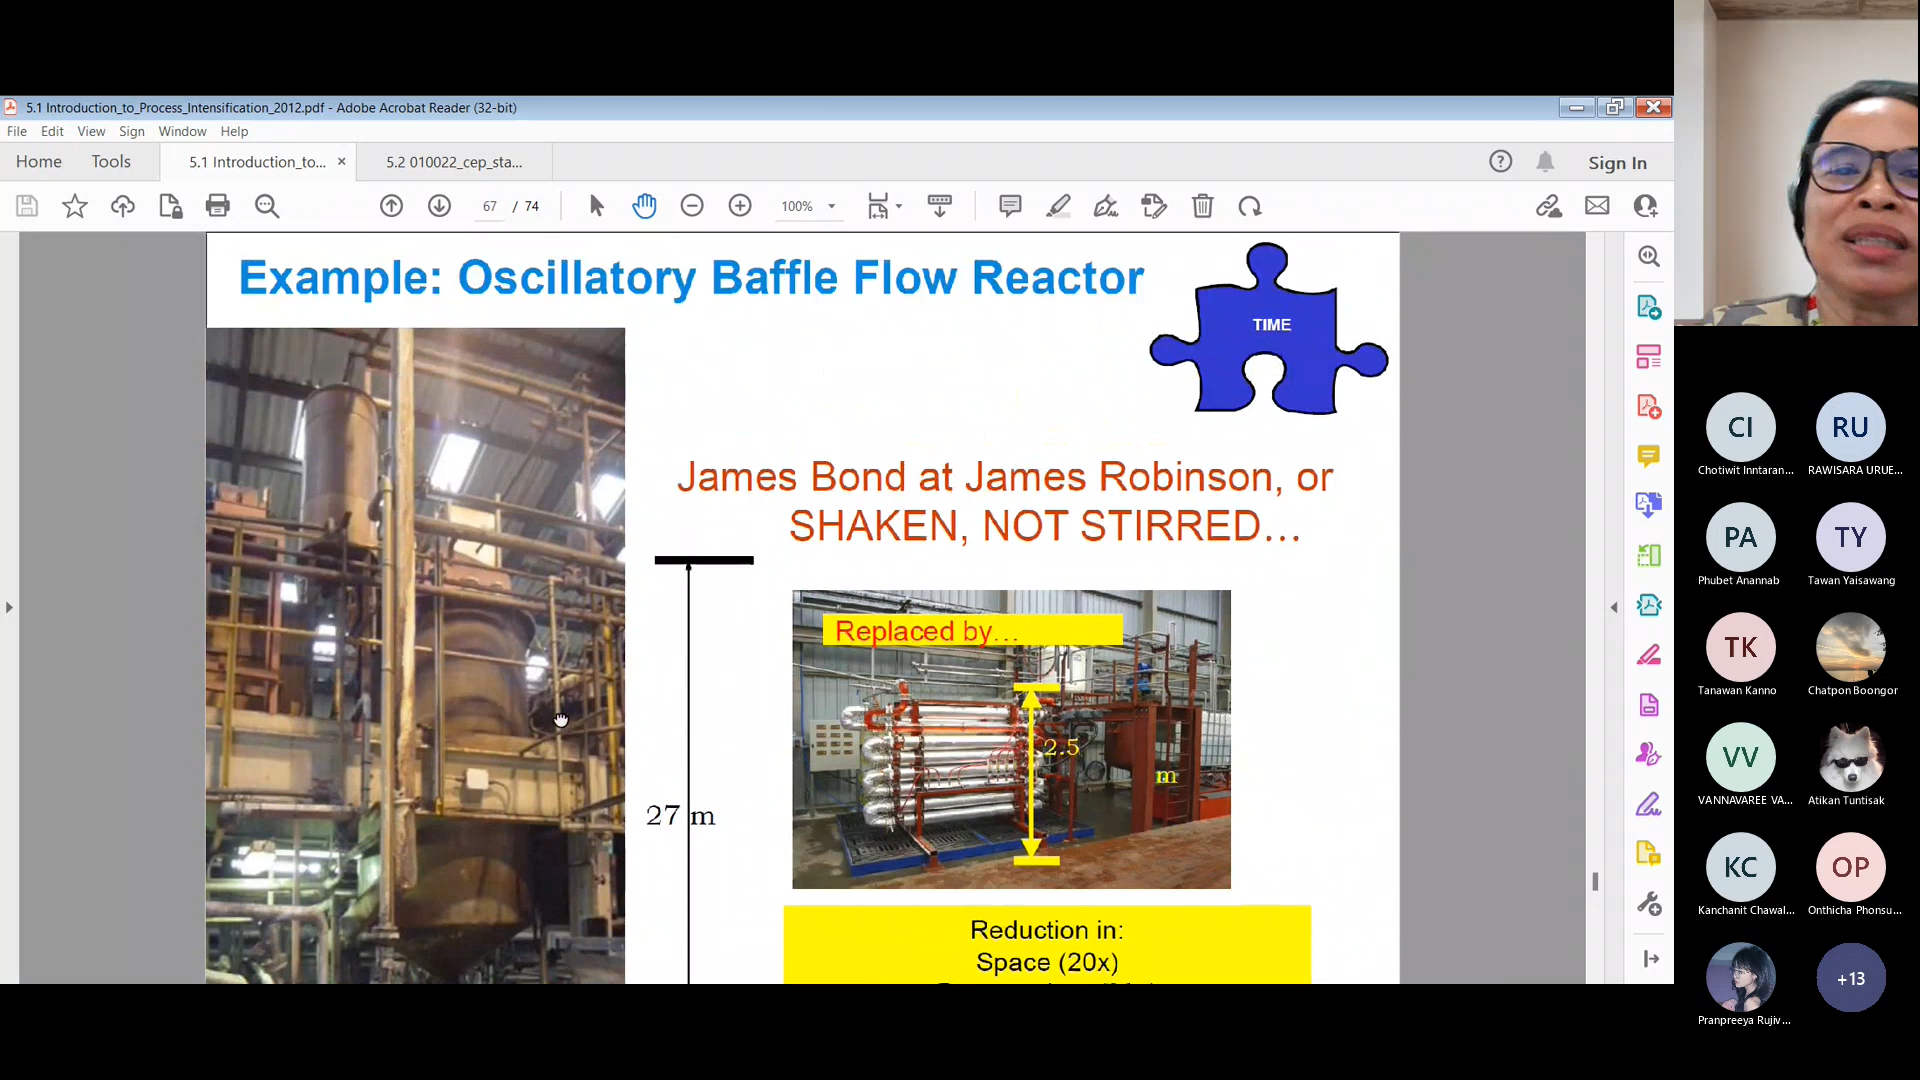 5.1 Introduction_to_Process_Intensification_2012.pdf - Adobe Acrobat Reader (32-bit)
File Edit View Sign Window Help
Home Tools 5.1 Introduction_to... × 5.2 010022_cep_sta... Sign In
67 / 74 100%
Example: Oscillatory Baffle Flow Reactor
TIME
James Bond at James Robinson, or
SHAKEN, NOT STIRRED...
Replaced by...
2.5
m
27 m
Reduction in:
Space (20x)
CI RU
Chotiwit Inntaran... RAWISARA URUE...
PA TY
Phubet Anannab Tawan Yaisawang
TK
Tanawan Kanno Chatpon Boongor
VV
VANNAVAREE VA... Atikan Tuntisak
KC OP
Kanchanit Chawal... Onthicha Phonsu...
+13
Pranpreeya Rujiv...